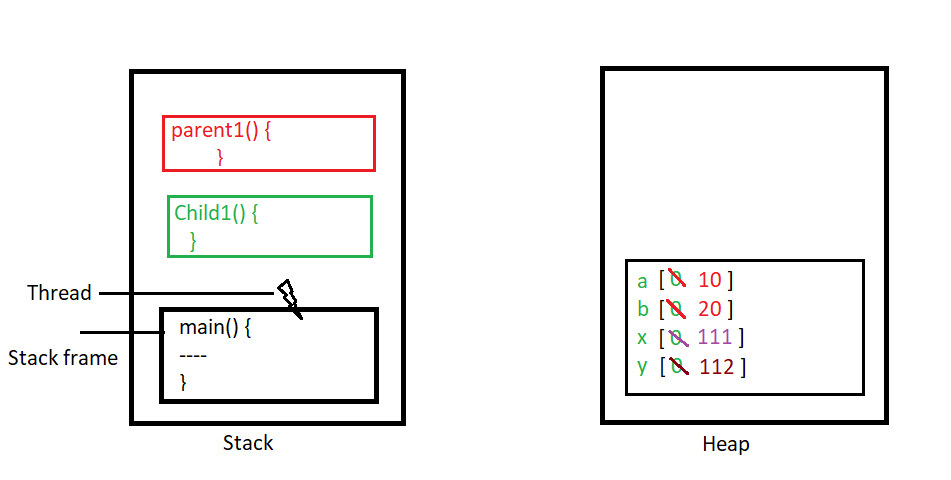 parent1() {
}
Child1() {
}
Thread
main() {
----
}
Stack frame
Stack
a [ 0 10 ]
b [ 0 20 ]
x [ 0 111 ]
y [ 0 112 ]
Heap